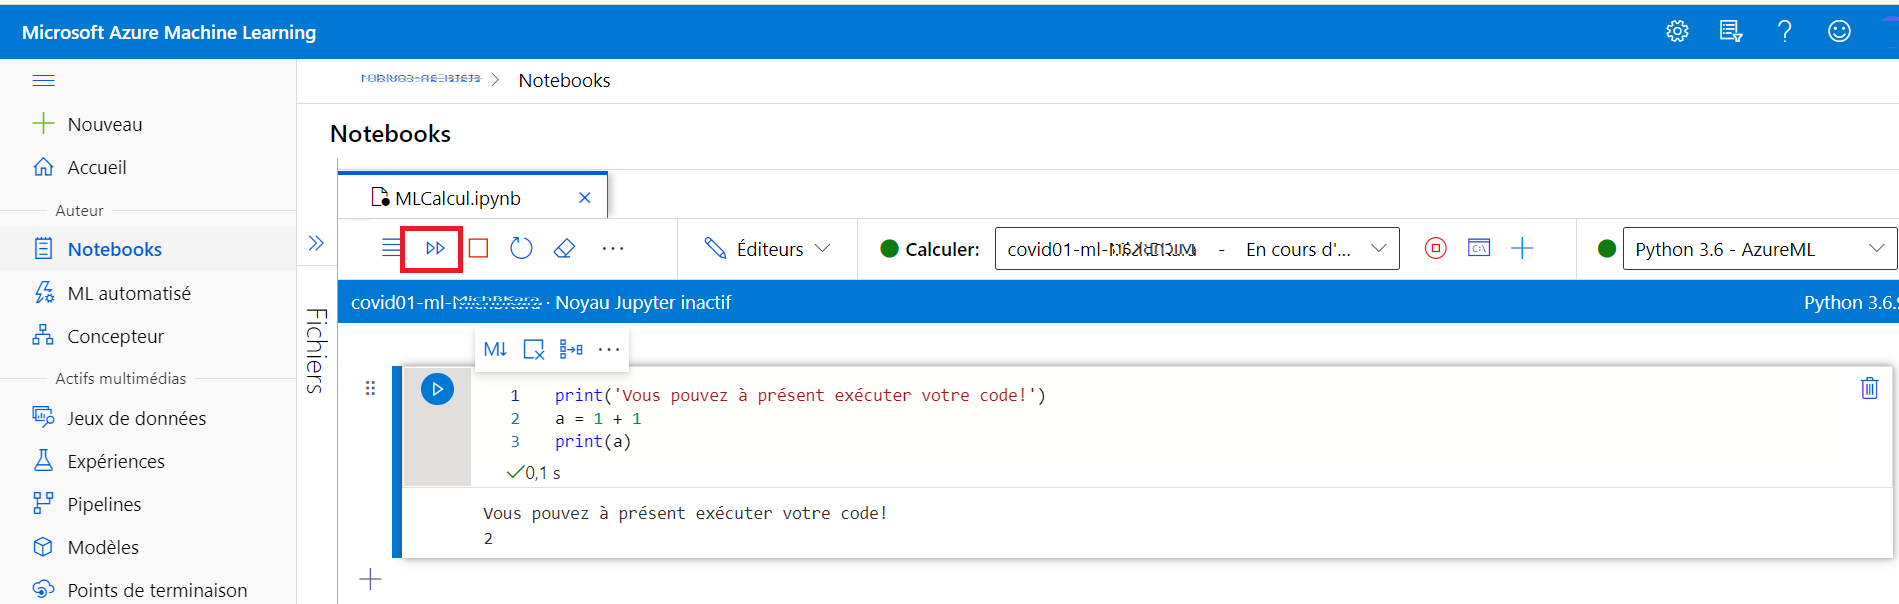 Microsoft Azure Machine Learning
Notebooks
Nouveau
Accueil
Auteur
Notebooks
ML automatisé
Concepteur
Actifs multimédias
Jeux de données
Expériences
Pipelines
Modèles
Points de terminaison
Fichiers
Notebooks
MLCalcul.ipynb
Éditeurs
Calculer:
covid01-ml- - En cours d'...
Python 3.6 - AzureML
covid01-ml- · Noyau Jupyter inactif
Python 3.6.
M↓
1 print('Vous pouvez à présent exécuter votre code!')
2 a = 1 + 1
3 print(a)
0,1 s
Vous pouvez à présent exécuter votre code!
2